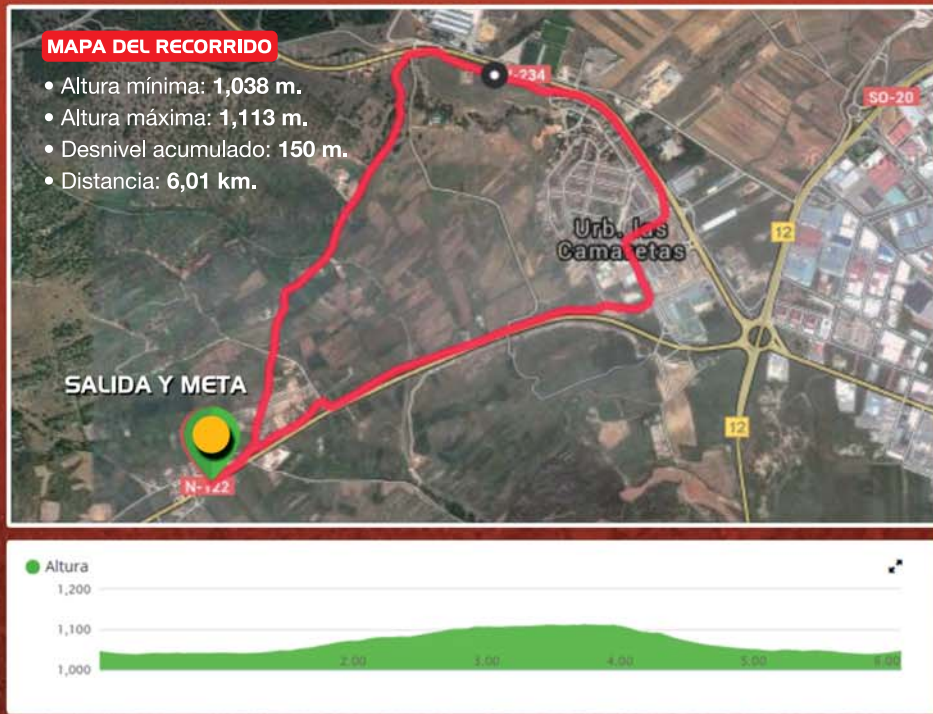 MAPA DEL RECORRIDO
• Altura mínima: 1,038 m.
• Altura máxima: 1,113 m.
• Desnivel acumulado: 150 m.
• Distancia: 6,01 km.
-234
SO-20
12
Urb. las
Camaretas
SALIDA Y META
12
N-122
Altura
1,200
1,100
1,000
2.00
3.00
4.00
5.00
6.00